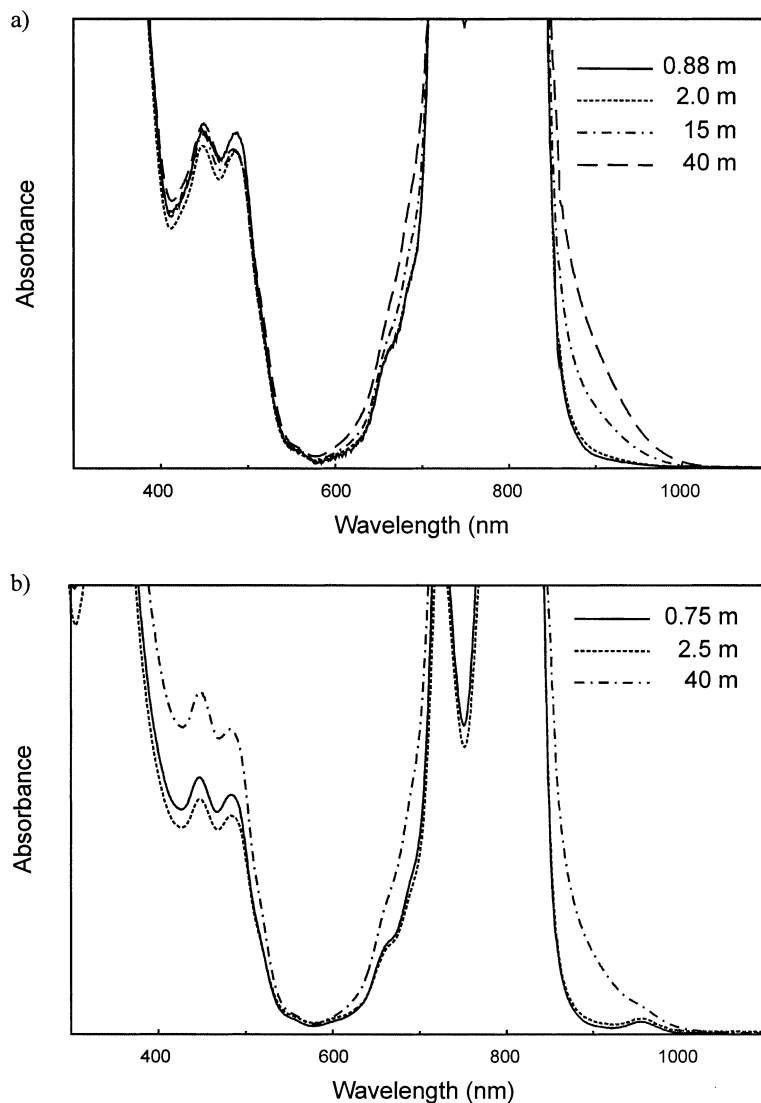 a)
0.88 m
2.0 m
15 m
40 m
Absorbance
400 600 800 1000
Wavelength (nm
b)
0.75 m
2.5 m
40 m
Absorbance
400 600 800 1000
Wavelength (nm)